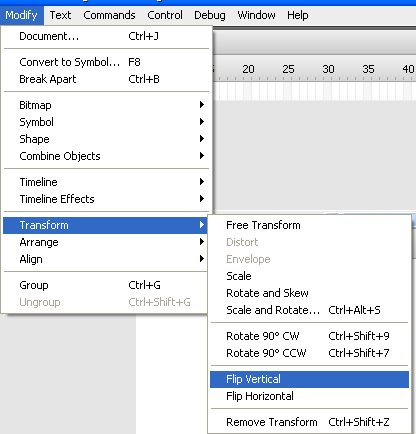 Modify Text Commands Control Debug Window Help
Document... Ctrl+J
15 20 25 30 35 40
Convert to Symbol... F8
Break Apart Ctrl+B
Bitmap
Symbol
Shape
Combine Objects
Timeline
Timeline Effects
Transform
Arrange
Align
Group Ctrl+G
Ungroup Ctrl+Shift+G
Free Transform
Distort
Envelope
Scale
Rotate and Skew
Scale and Rotate... Ctrl+Alt+S
Rotate 90° CW Ctrl+Shift+9
Rotate 90° CCW Ctrl+Shift+7
Flip Vertical
Flip Horizontal
Remove Transform Ctrl+Shift+Z